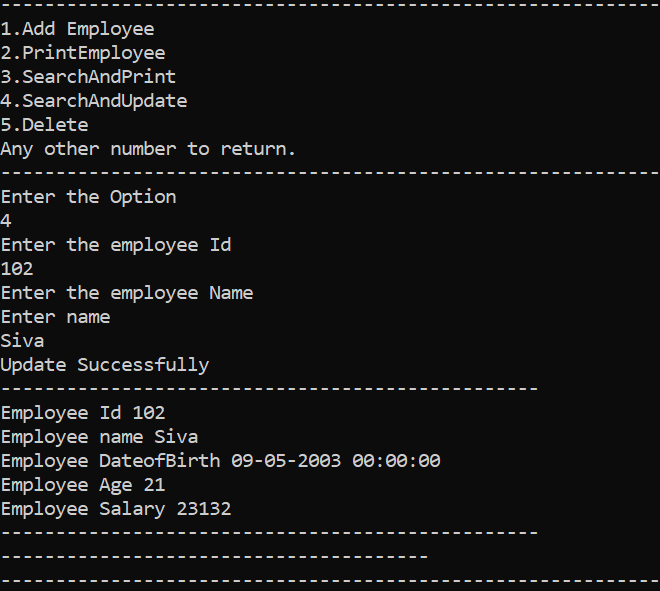 ------------------------------------------------------------
1.Add Employee
2.PrintEmployee
3.SearchAndPrint
4.SearchAndUpdate
5.Delete
Any other number to return.
------------------------------------------------------------
Enter the Option
4
Enter the employee Id
102
Enter the employee Name
Enter name
Siva
Update Successfully
-------------------------------------------------
Employee Id 102
Employee name Siva
Employee DateofBirth 09-05-2003 00:00:00
Employee Age 21
Employee Salary 23132
-------------------------------------------------
---------------------------------------
------------------------------------------------------------